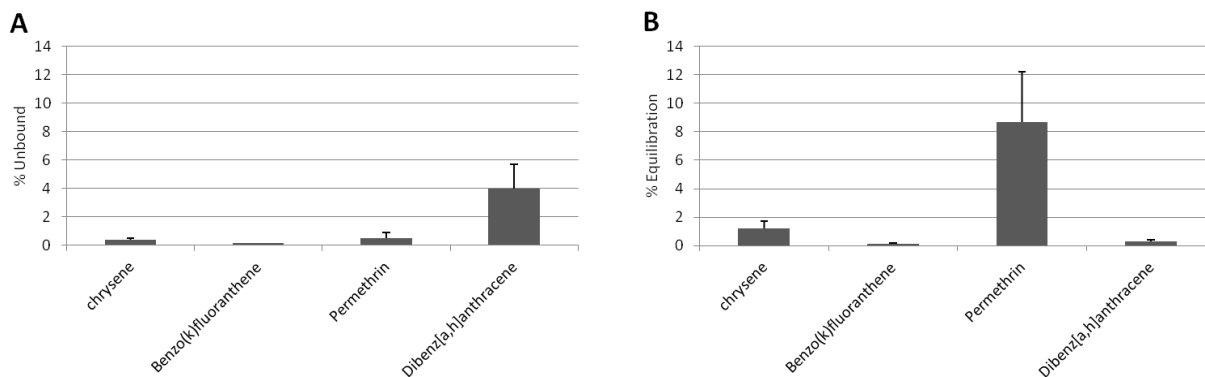 A
14
12
10
8
6
4
2
0
% Unbound
chrysene
Benzo(k)fluoranthene
Permethrin
Dibenz[a,h]anthracene
B
14
12
10
8
6
4
2
0
% Equilibration
chrysene
Benzo(k)fluoranthene
Permethrin
Dibenz[a,h]anthracene